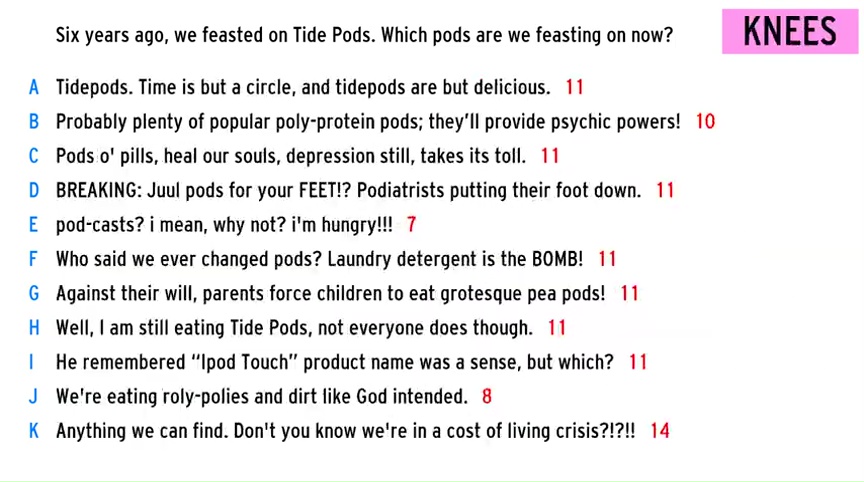 Six years ago, we feasted on Tide Pods. Which pods are we feasting on now?
KNEES
A Tidepods. Time is but a circle, and tidepods are but delicious. 11
B Probably plenty of popular poly-protein pods; they'll provide psychic powers! 10
C Pods o' pills, heal our souls, depression still, takes its toll. 11
D BREAKING: Juul pods for your FEET!? Podiatrists putting their foot down. 11
E pod-casts? i mean, why not? i'm hungry!!! 7
F Who said we ever changed pods? Laundry detergent is the BOMB! 11
G Against their will, parents force children to eat grotesque pea pods! 11
H Well, I am still eating Tide Pods, not everyone does though. 11
I He remembered “Ipod Touch” product name was a sense, but which? 11
J We're eating roly-polies and dirt like God intended. 8
K Anything we can find. Don't you know we're in a cost of living crisis?!?!! 14